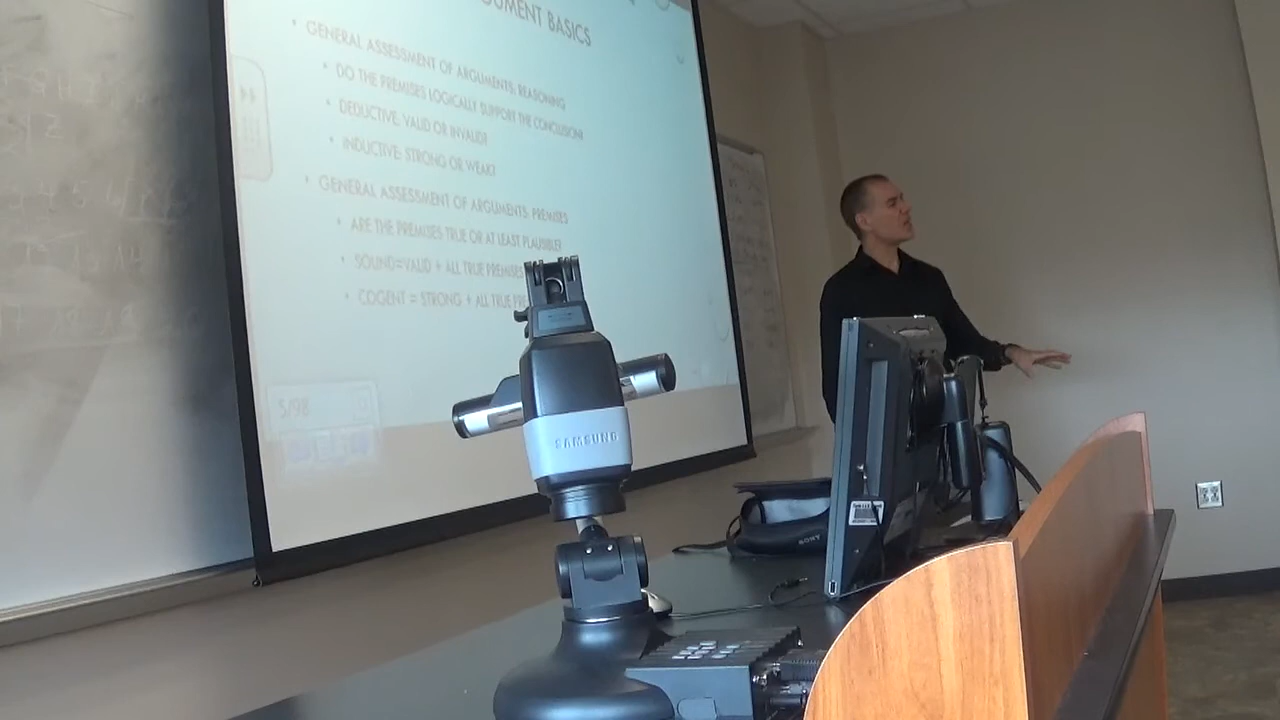 GUMENT BASICS
• GENERAL ASSESSMENT OF ARGUMENTS: REASONING
• DO THE PREMISES LOGICALLY SUPPORT THE CONCLUSION?
• DEDUCTIVE: VALID OR INVALID?
• INDUCTIVE: STRONG OR WEAK?
• GENERAL ASSESSMENT OF ARGUMENTS: PREMISES
• ARE THE PREMISES TRUE OR AT LEAST PLAUSIBLE?
• SOUND=VALID + ALL TRUE PREMISES
• COGENT = STRONG + ALL TRUE PRE
5/98
SAMSUNG
SONY